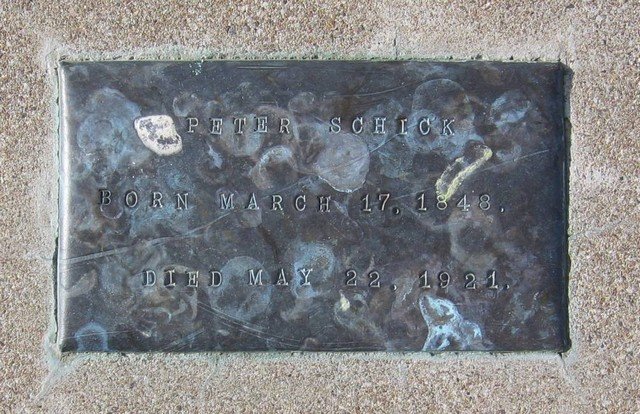 PETER SCHICK
BORN MARCH 17, 1848.
DIED MAY 22, 1921.